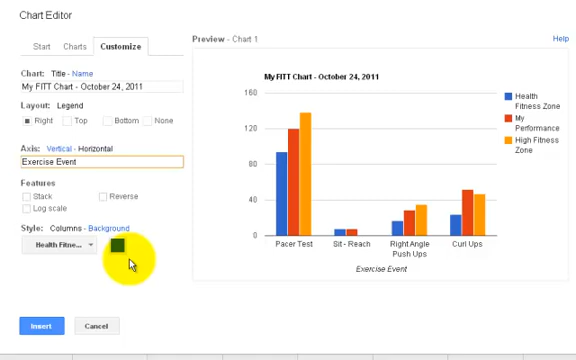 Chart Editor
Start Charts Customize
Chart: Title - Name
My FITT Chart - October 24, 2011
Layout: Legend
Right Top Bottom None
Axis: Vertical - Horizontal
Exercise Event
Features
Stack Reverse
Log scale
Style: Columns - Background
Health Fitne...
Insert Cancel
Preview - Chart 1
Help
My FITT Chart - October 24, 2011
160
120
80
40
0
Pacer Test Sit - Reach Right Angle Push Ups Curl Ups
Exercise Event
Health
Fitness Zone
My
Performance
High Fitness
Zone